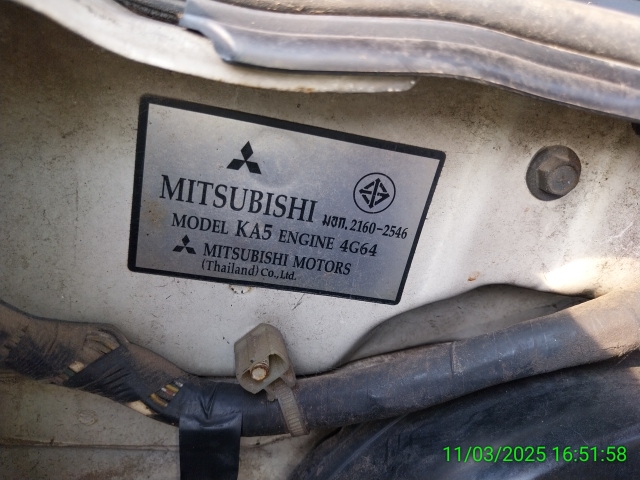 MITSUBISHI มอก.2160-2546
MODEL KA5 ENGINE 4G64
MITSUBISHI MOTORS
(Thailand) Co., Ltd.
11/03/2025 16:51:58